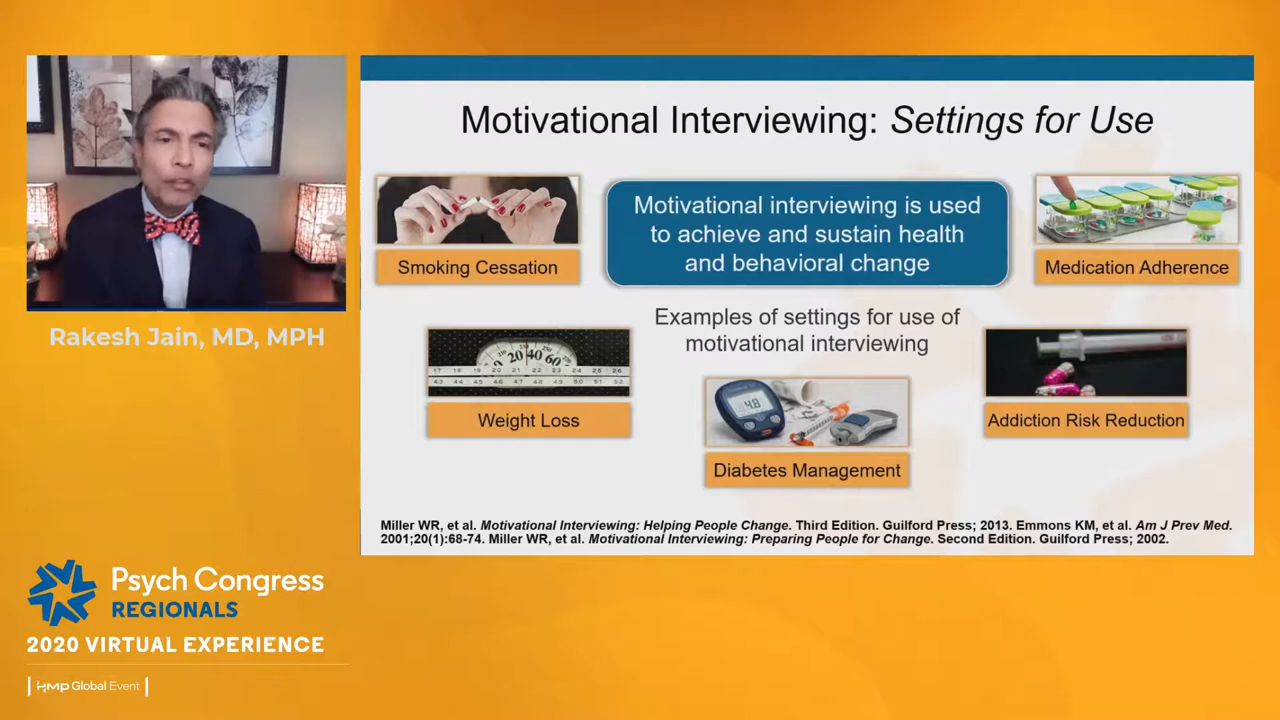 Motivational Interviewing: Settings for Use
Smoking Cessation
Motivational interviewing is used
to achieve and sustain health
and behavioral change
Medication Adherence
Examples of settings for use of
motivational interviewing
Weight Loss
Diabetes Management
Addiction Risk Reduction
4.8
Miller WR, et al. Motivational Interviewing: Helping People Change. Third Edition. Guilford Press; 2013. Emmons KM, et al. Am J Prev Med.
2001;20(1):68-74. Miller WR, et al. Motivational Interviewing: Preparing People for Change. Second Edition. Guilford Press; 2002.
Rakesh Jain, MD, MPH
Psych Congress
REGIONALS
2020 VIRTUAL EXPERIENCE
HMP Global Event